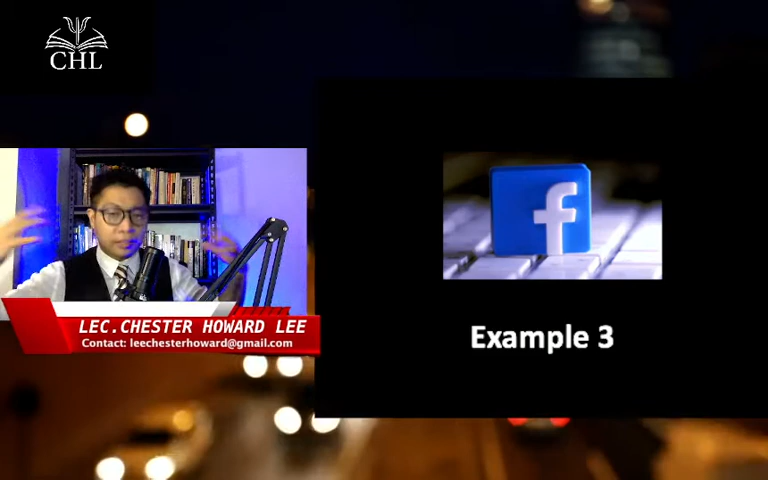 CHL
LEC.CHESTER HOWARD LEE
Contact: leechesterhoward@gmail.com
f
Example 3